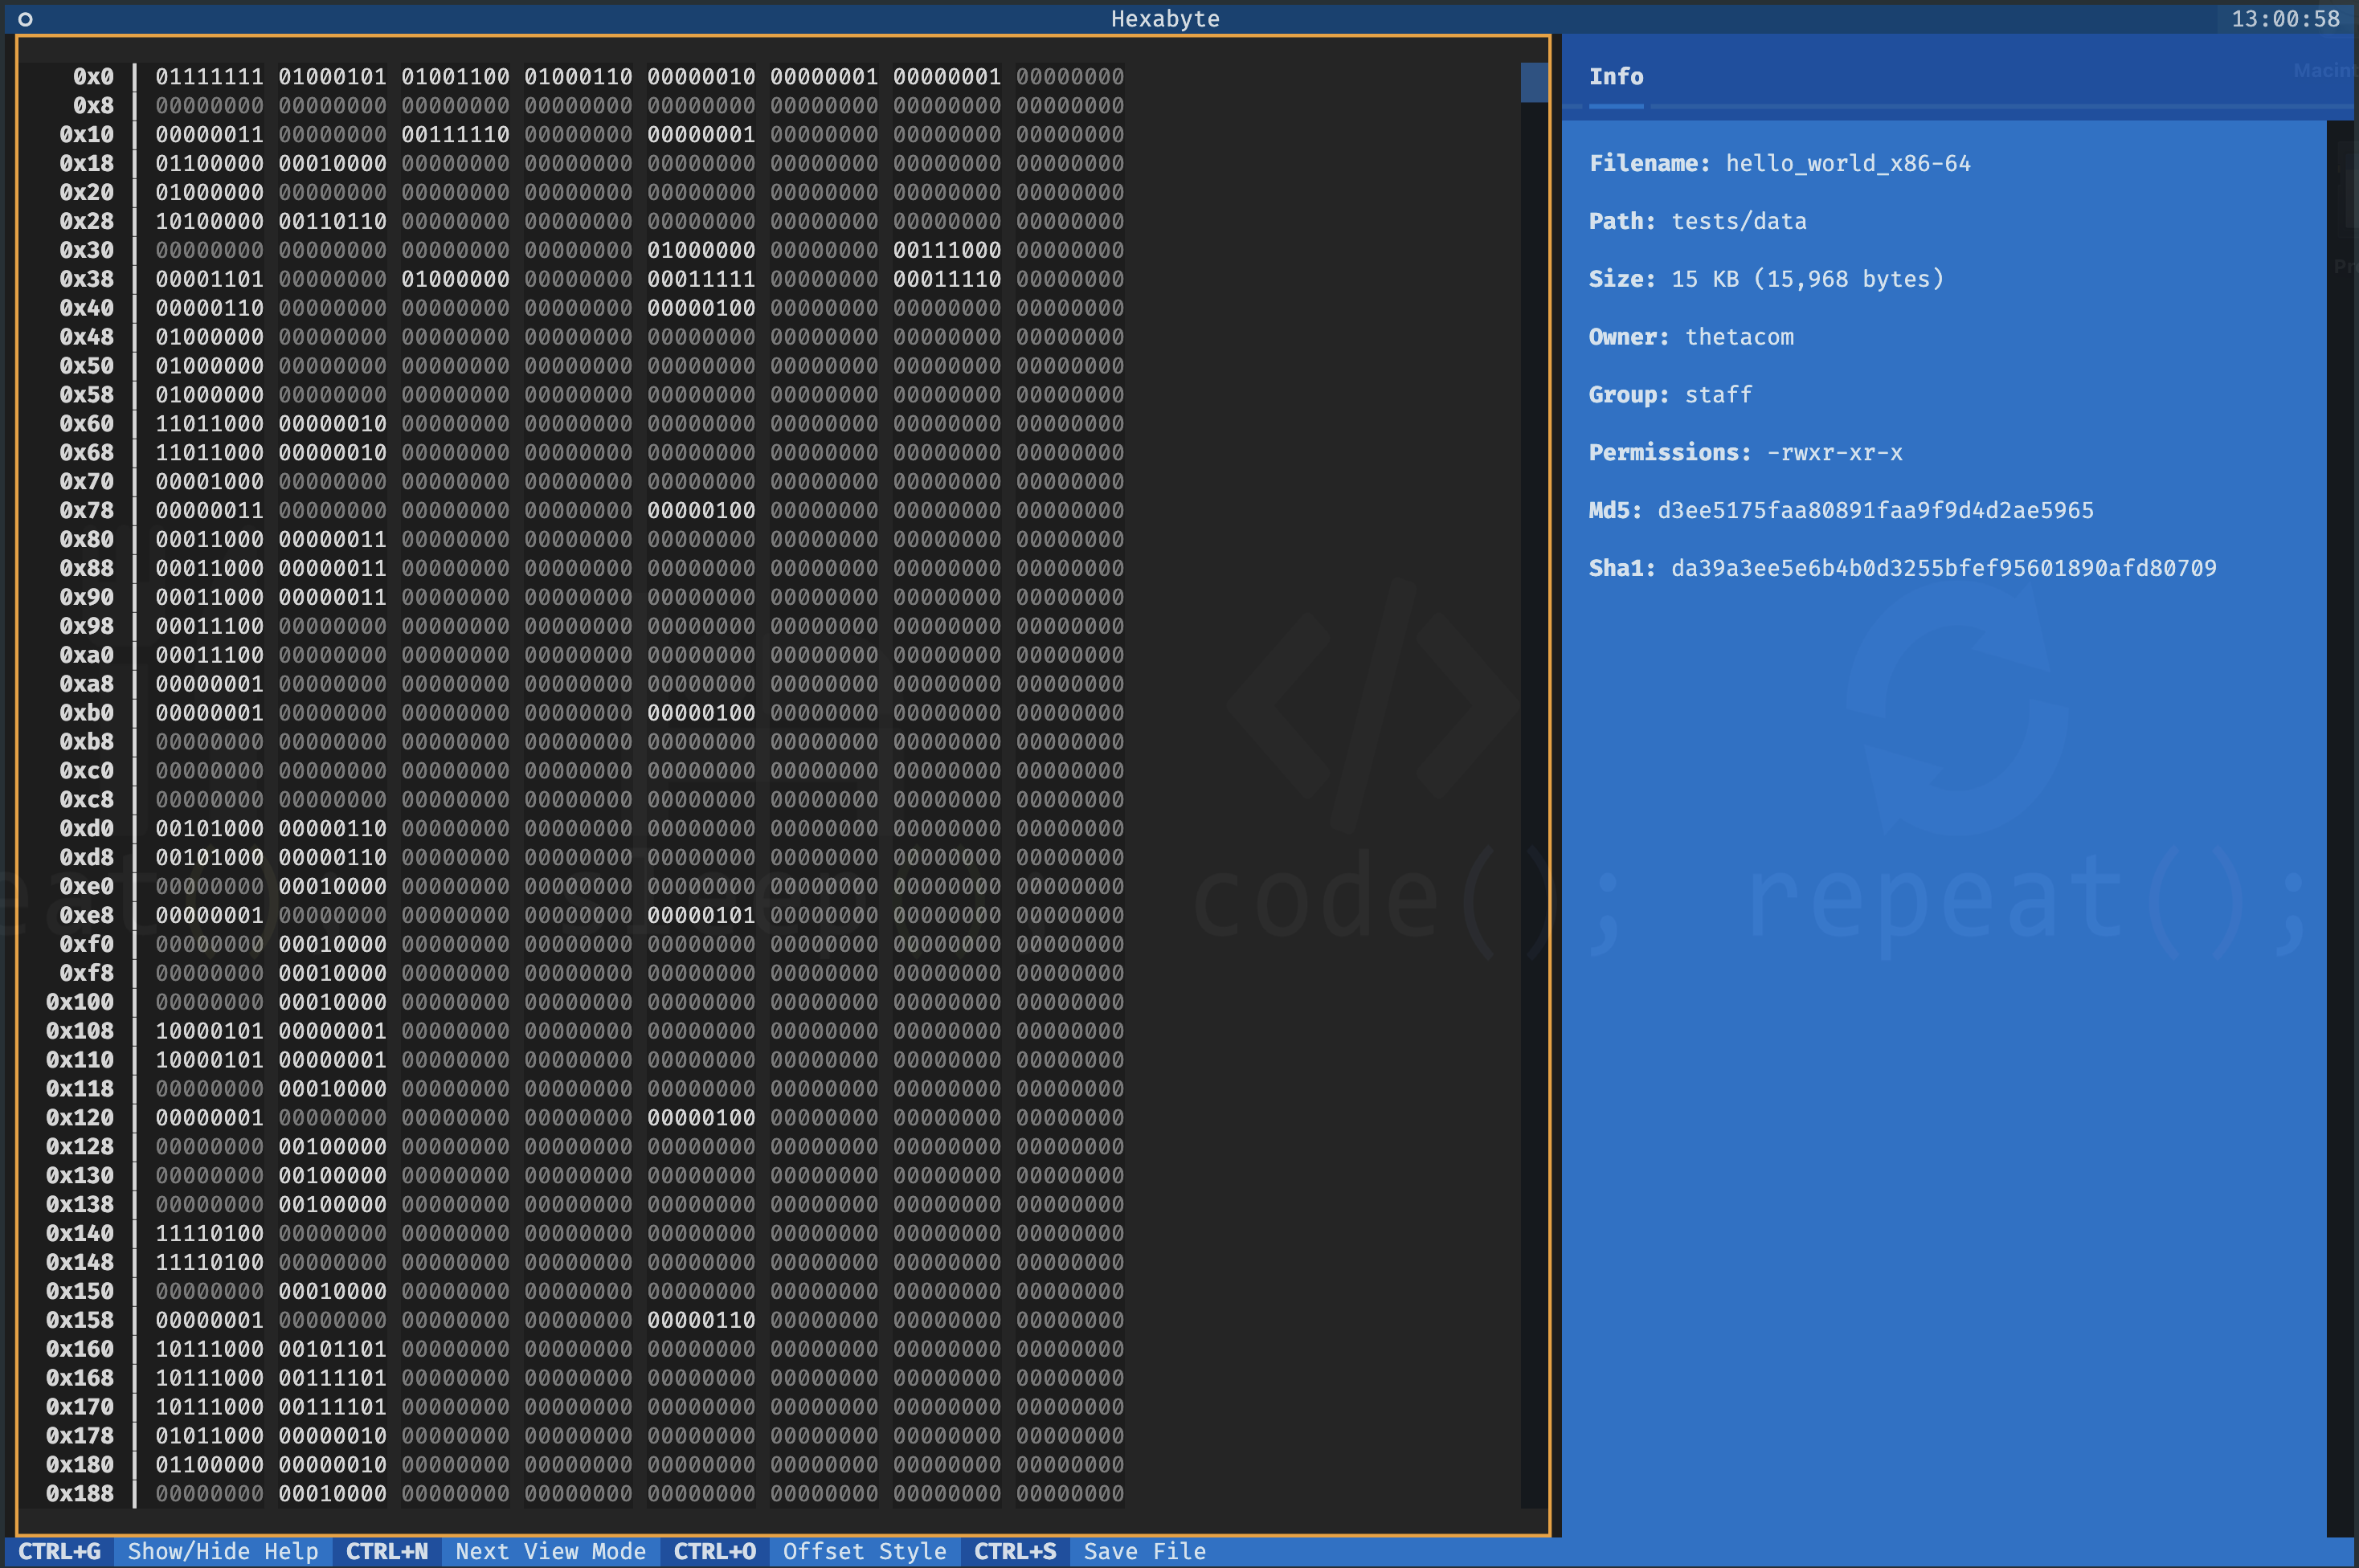 Hexabyte 13:00:58
0x0 01111111 01000101 01001100 01000110 00000010 00000001 00000001 00000000
0x8 00000000 00000000 00000000 00000000 00000000 00000000 00000000 00000000
0x10 00000011 00000000 00111110 00000000 00000001 00000000 00000000 00000000
0x18 01100000 00010000 00000000 00000000 00000000 00000000 00000000 00000000
0x20 01000000 00000000 00000000 00000000 00000000 00000000 00000000 00000000
0x28 10100000 00110110 00000000 00000000 00000000 00000000 00000000 00000000
0x30 00000000 00000000 00000000 00000000 01000000 00000000 00111000 00000000
0x38 00001101 00000000 01000000 00000000 00011111 00000000 00011110 00000000
0x40 00000110 00000000 00000000 00000000 00000100 00000000 00000000 00000000
0x48 01000000 00000000 00000000 00000000 00000000 00000000 00000000 00000000
0x50 01000000 00000000 00000000 00000000 00000000 00000000 00000000 00000000
0x58 01000000 00000000 00000000 00000000 00000000 00000000 00000000 00000000
0x60 11011000 00000010 00000000 00000000 00000000 00000000 00000000 00000000
0x68 11011000 00000010 00000000 00000000 00000000 00000000 00000000 00000000
0x70 00001000 00000000 00000000 00000000 00000000 00000000 00000000 00000000
0x78 00000011 00000000 00000000 00000000 00000100 00000000 00000000 00000000
0x80 00011000 00000011 00000000 00000000 00000000 00000000 00000000 00000000
0x88 00011000 00000011 00000000 00000000 00000000 00000000 00000000 00000000
0x90 00011000 00000011 00000000 00000000 00000000 00000000 00000000 00000000
0x98 00011100 00000000 00000000 00000000 00000000 00000000 00000000 00000000
0xa0 00011100 00000000 00000000 00000000 00000000 00000000 00000000 00000000
0xa8 00000001 00000000 00000000 00000000 00000000 00000000 00000000 00000000
0xb0 00000001 00000000 00000000 00000000 00000100 00000000 00000000 00000000
0xb8 00000000 00000000 00000000 00000000 00000000 00000000 00000000 00000000
0xc0 00000000 00000000 00000000 00000000 00000000 00000000 00000000 00000000
0xc8 00000000 00000000 00000000 00000000 00000000 00000000 00000000 00000000
0xd0 00101000 00000110 00000000 00000000 00000000 00000000 00000000 00000000
0xd8 00101000 00000110 00000000 00000000 00000000 00000000 00000000 00000000
0xe0 00000000 00010000 00000000 00000000 00000000 00000000 00000000 00000000
0xe8 00000001 00000000 00000000 00000000 00000101 00000000 00000000 00000000
0xf0 00000000 00010000 00000000 00000000 00000000 00000000 00000000 00000000
0xf8 00000000 00010000 00000000 00000000 00000000 00000000 00000000 00000000
0x100 00000000 00010000 00000000 00000000 00000000 00000000 00000000 00000000
0x108 10000101 00000001 00000000 00000000 00000000 00000000 00000000 00000000
0x110 10000101 00000001 00000000 00000000 00000000 00000000 00000000 00000000
0x118 00000000 00010000 00000000 00000000 00000000 00000000 00000000 00000000
0x120 00000001 00000000 00000000 00000000 00000100 00000000 00000000 00000000
0x128 00000000 00100000 00000000 00000000 00000000 00000000 00000000 00000000
0x130 00000000 00100000 00000000 00000000 00000000 00000000 00000000 00000000
0x138 00000000 00100000 00000000 00000000 00000000 00000000 00000000 00000000
0x140 11110100 00000000 00000000 00000000 00000000 00000000 00000000 00000000
0x148 11110100 00000000 00000000 00000000 00000000 00000000 00000000 00000000
0x150 00000000 00010000 00000000 00000000 00000000 00000000 00000000 00000000
0x158 00000001 00000000 00000000 00000000 00000110 00000000 00000000 00000000
0x160 10111000 00101101 00000000 00000000 00000000 00000000 00000000 00000000
0x168 10111000 00111101 00000000 00000000 00000000 00000000 00000000 00000000
0x170 10111000 00111101 00000000 00000000 00000000 00000000 00000000 00000000
0x178 01011000 00000010 00000000 00000000 00000000 00000000 00000000 00000000
0x180 01100000 00000010 00000000 00000000 00000000 00000000 00000000 00000000
0x188 00000000 00010000 00000000 00000000 00000000 00000000 00000000 00000000
Info
Filename: hello_world_x86-64
Path: tests/data
Size: 15 KB (15,968 bytes)
Owner: thetacom
Group: staff
Permissions: -rwxr-xr-x
Md5: d3ee5175faa80891faa9f9d4d2ae5965
Sha1: da39a3ee5e6b4b0d3255bfef95601890afd80709
eat(); sleep(); code(); repeat();
CTRL+G Show/Hide Help CTRL+N Next View Mode CTRL+O Offset Style CTRL+S Save File